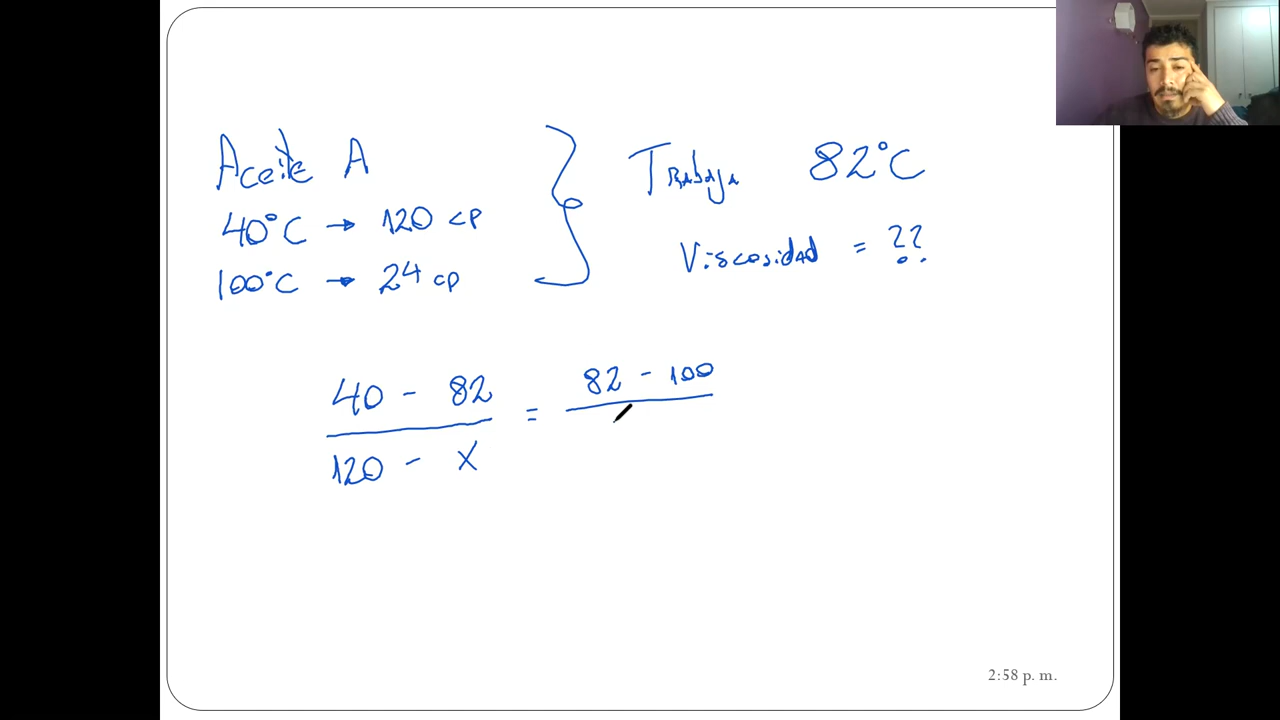 Aceite A
40°C → 120 cp
100°C → 24 cp
Trabaja 82°C
Viscosidad = ??
40 - 82 = 82 - 100
120 - X
2:58 p. m.